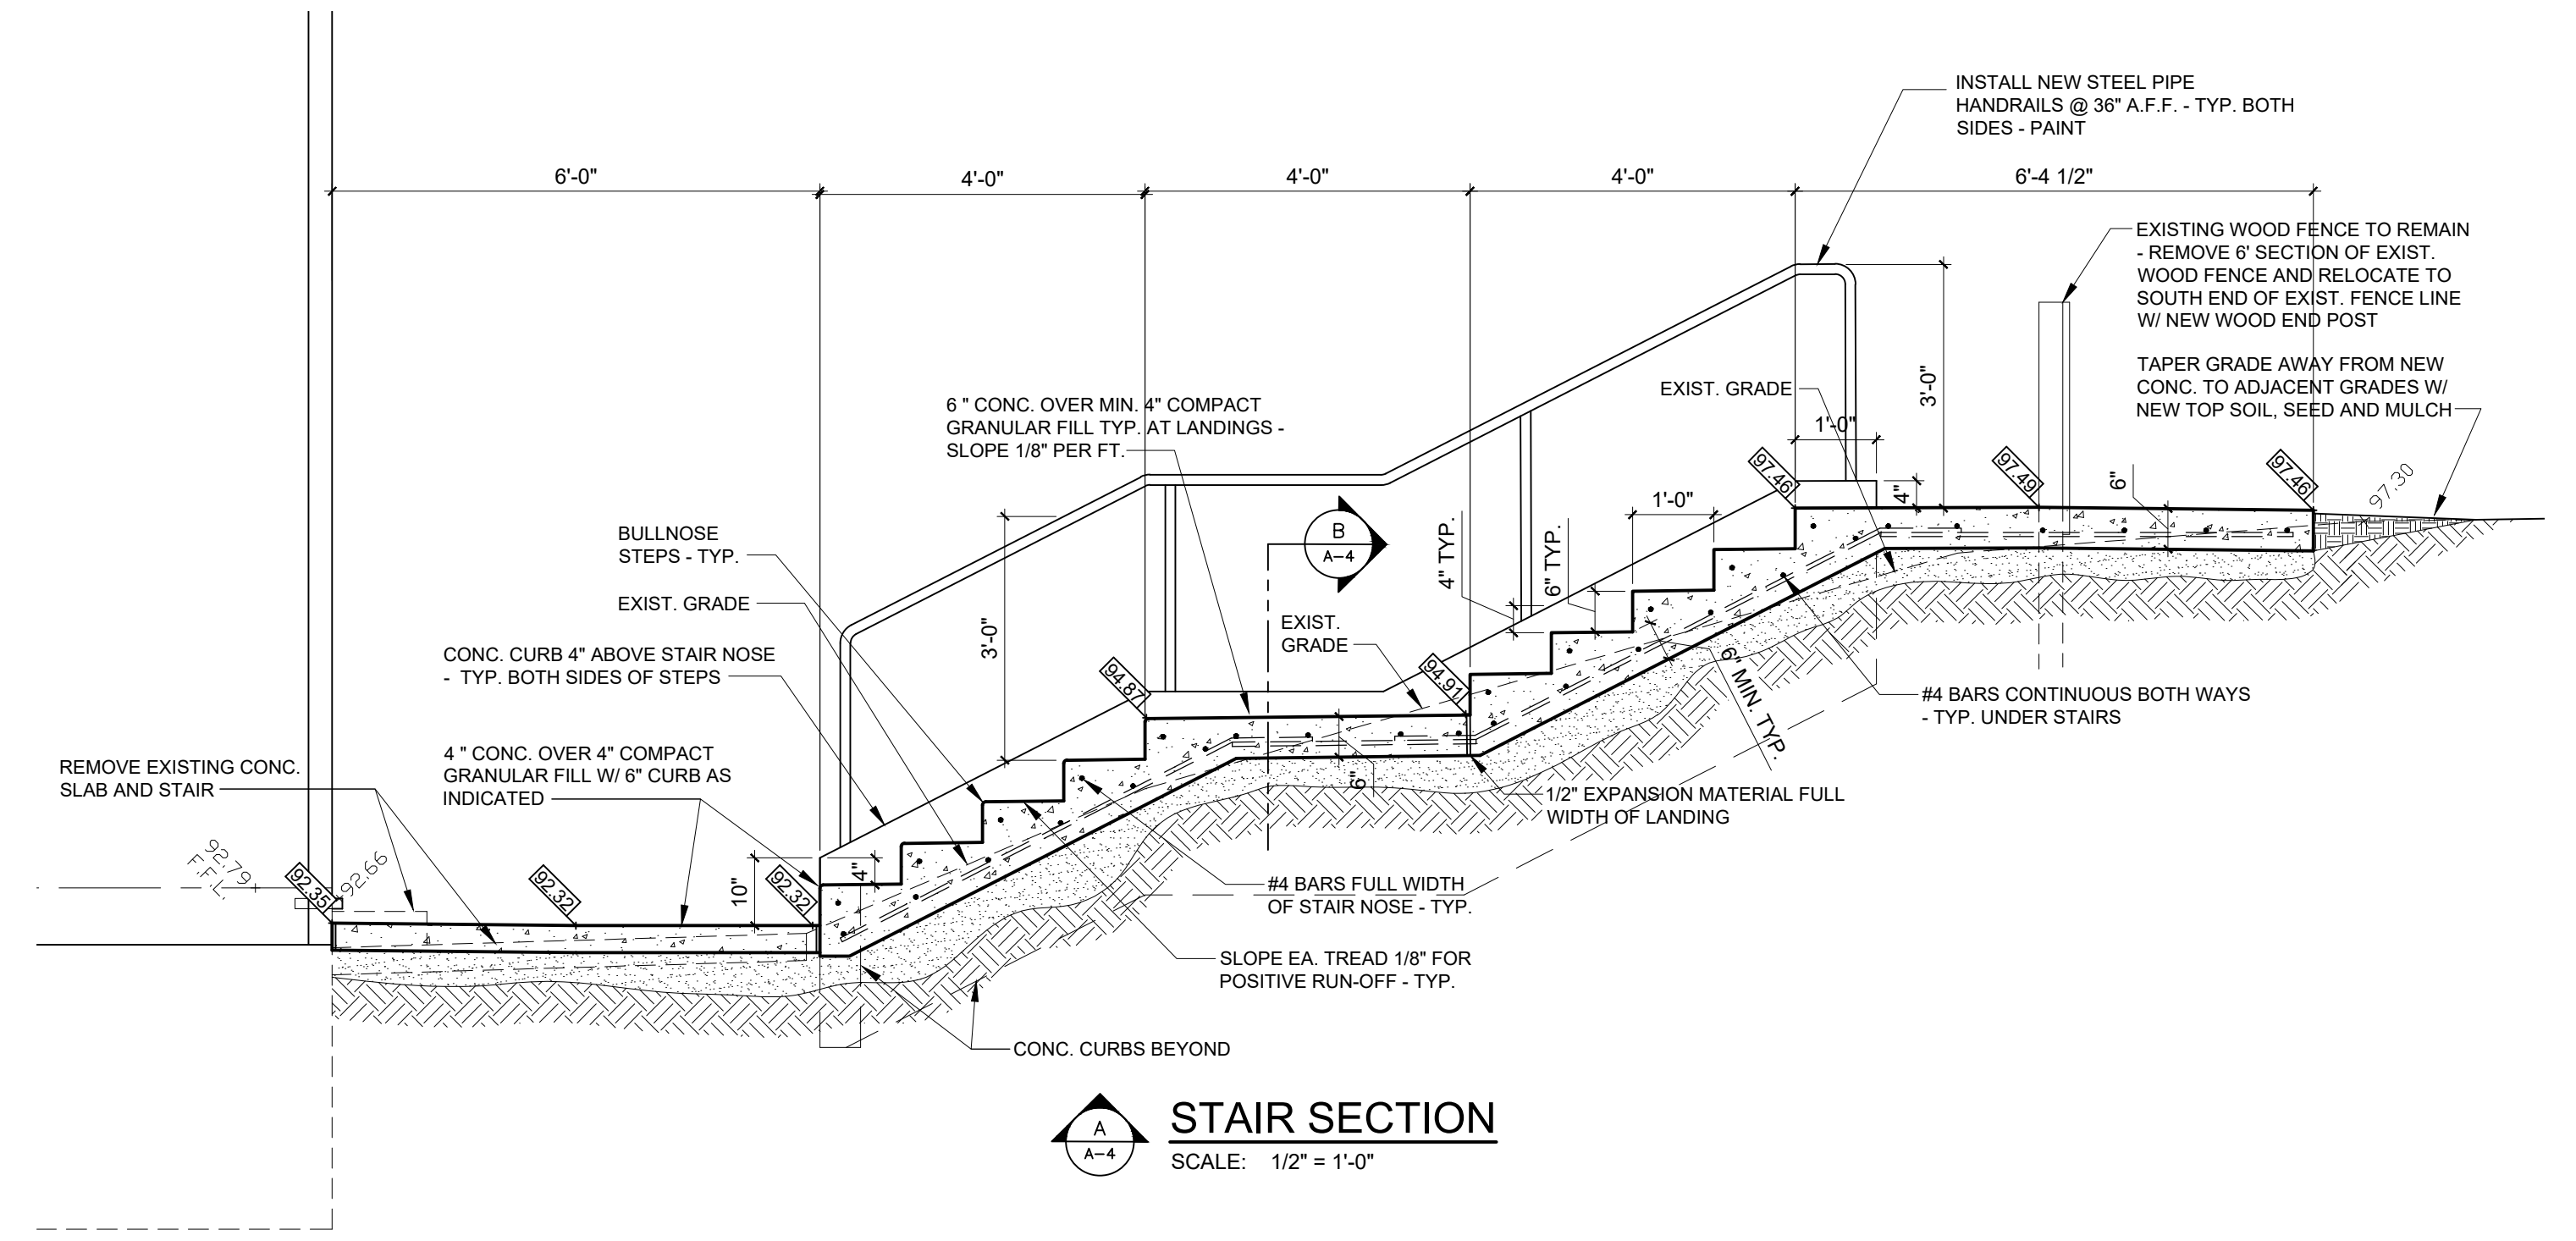 INSTALL NEW STEEL PIPE
HANDRAILS @ 36" A.F.F. - TYP. BOTH
SIDES - PAINT
6'-0"
4'-0"
4'-0"
4'-0"
6'-4 1/2"
EXISTING WOOD FENCE TO REMAIN
- REMOVE 6' SECTION OF EXIST.
WOOD FENCE AND RELOCATE TO
SOUTH END OF EXIST. FENCE LINE
W/ NEW WOOD END POST
TAPER GRADE AWAY FROM NEW
CONC. TO ADJACENT GRADES W/
NEW TOP SOIL, SEED AND MULCH
EXIST. GRADE
3'-0"
1'-0"
6 " CONC. OVER MIN. 4" COMPACT
GRANULAR FILL TYP. AT LANDINGS -
SLOPE 1/8" PER FT.
97.46
97.49
97.46
97.30
6"
4"
1'-0"
4" TYP.
6" TYP.
B
A-4
BULLNOSE
STEPS - TYP.
EXIST. GRADE
3'-0"
EXIST.
GRADE
CONC. CURB 4" ABOVE STAIR NOSE
- TYP. BOTH SIDES OF STEPS
94.87
94.91
6" MIN. TYP.
#4 BARS CONTINUOUS BOTH WAYS
- TYP. UNDER STAIRS
4 " CONC. OVER 4" COMPACT
GRANULAR FILL W/ 6" CURB AS
INDICATED
REMOVE EXISTING CONC.
SLAB AND STAIR
6"
1/2" EXPANSION MATERIAL FULL
WIDTH OF LANDING
92.79
F.F.L.
92.35
92.66
92.32
92.32
10"
4"
#4 BARS FULL WIDTH
OF STAIR NOSE - TYP.
SLOPE EA. TREAD 1/8" FOR
POSITIVE RUN-OFF - TYP.
CONC. CURBS BEYOND
A
A-4
STAIR SECTION
SCALE: 1/2" = 1'-0"